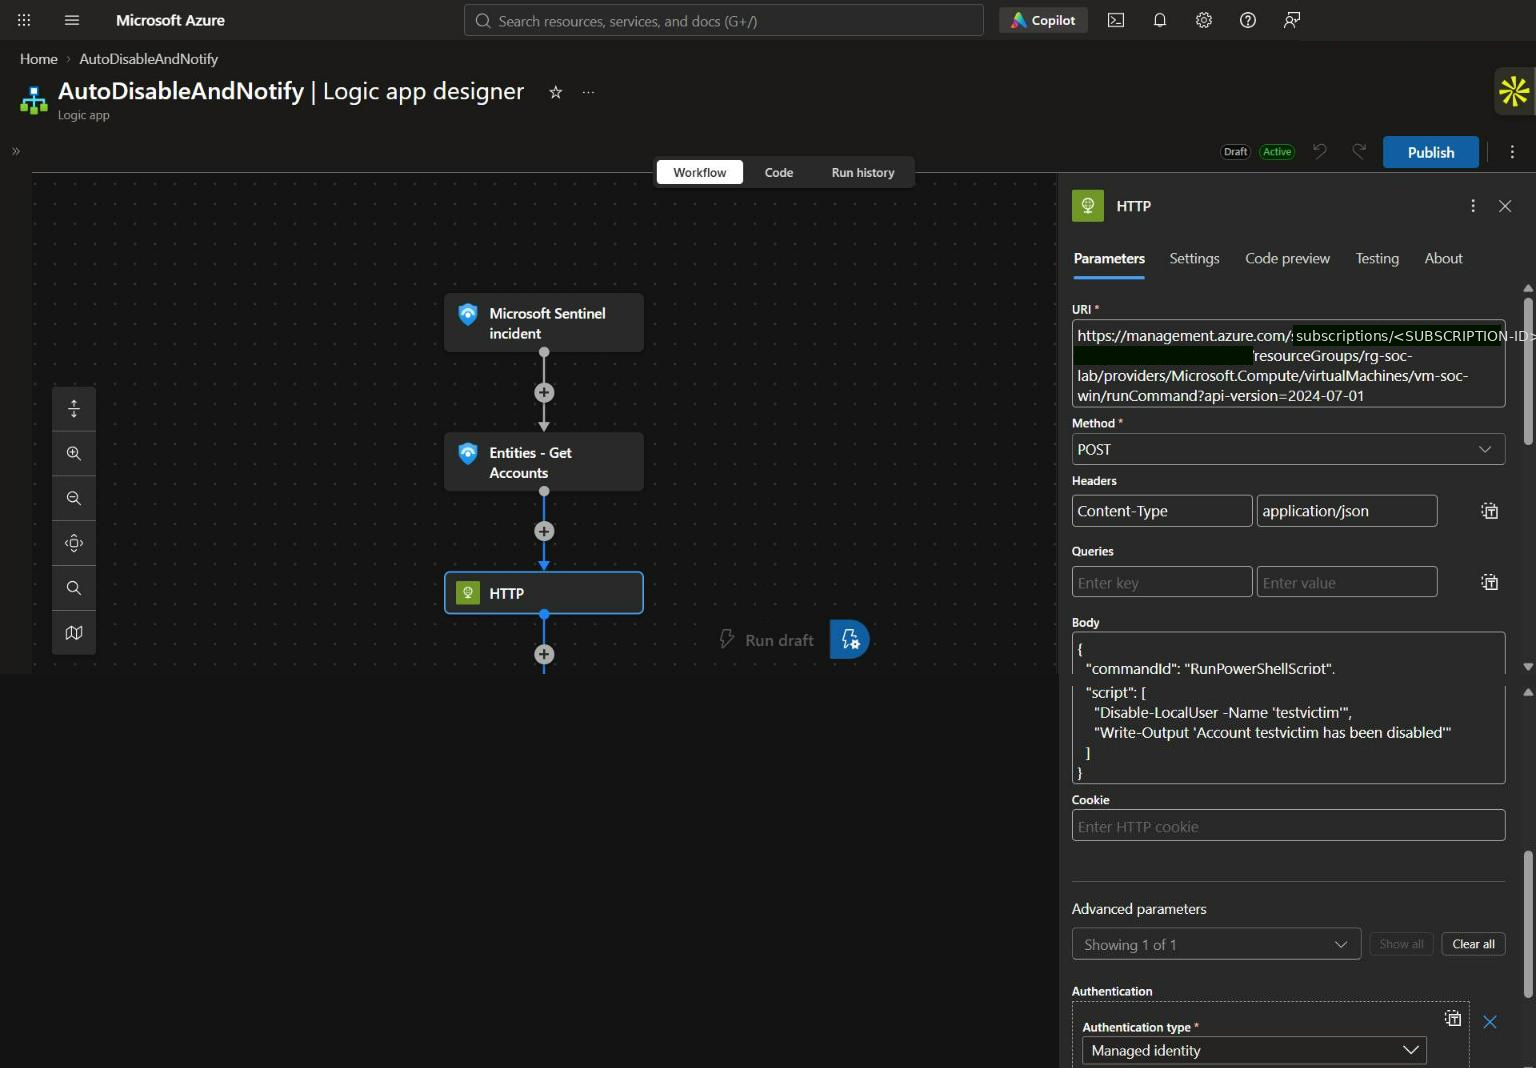 Microsoft Azure
Search resources, services, and docs (G+/)
Copilot
Home › AutoDisableAndNotify
AutoDisableAndNotify | Logic app designer
Logic app
Draft
Active
Publish
Workflow
Code
Run history
Microsoft Sentinel
incident
Entities - Get
Accounts
HTTP
Run draft
HTTP
Parameters
Settings
Code preview
Testing
About
URI *
https://management.azure.com/subscriptions/<SUBSCRIPTION-ID>
/resourceGroups/rg-soc-
lab/providers/Microsoft.Compute/virtualMachines/vm-soc-
win/runCommand?api-version=2024-07-01
Method *
POST
Headers
Content-Type
application/json
Queries
Enter key
Enter value
Body
{
"commandId": "RunPowerShellScript",
"script": [
"Disable-LocalUser -Name 'testvictim'",
"Write-Output 'Account testvictim has been disabled'"
]
}
Cookie
Enter HTTP cookie
Advanced parameters
Showing 1 of 1
Show all
Clear all
Authentication
Authentication type *
Managed identity